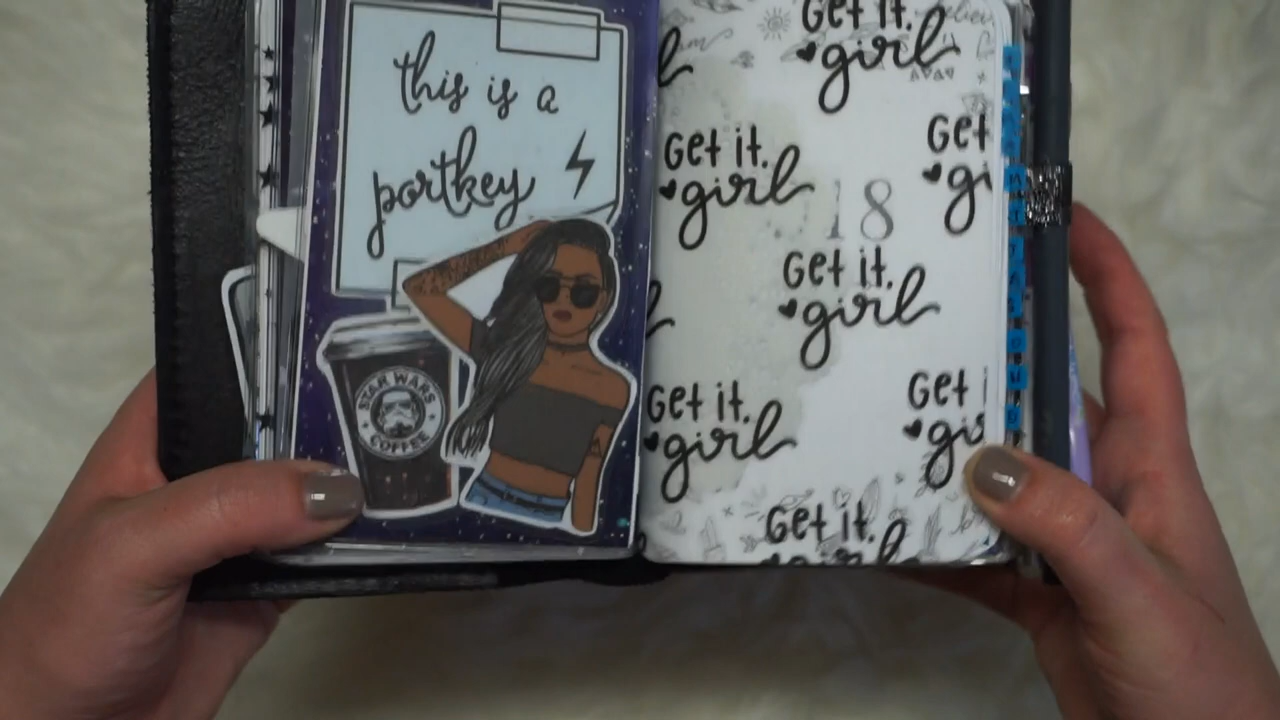 this is a
portkey
STAR WARS
COFFEE
Get it.
girl
Get it.
girl
Get
gi
18
Get it.
girl
Get it.
girl
Get i
gi
Get it.
girl